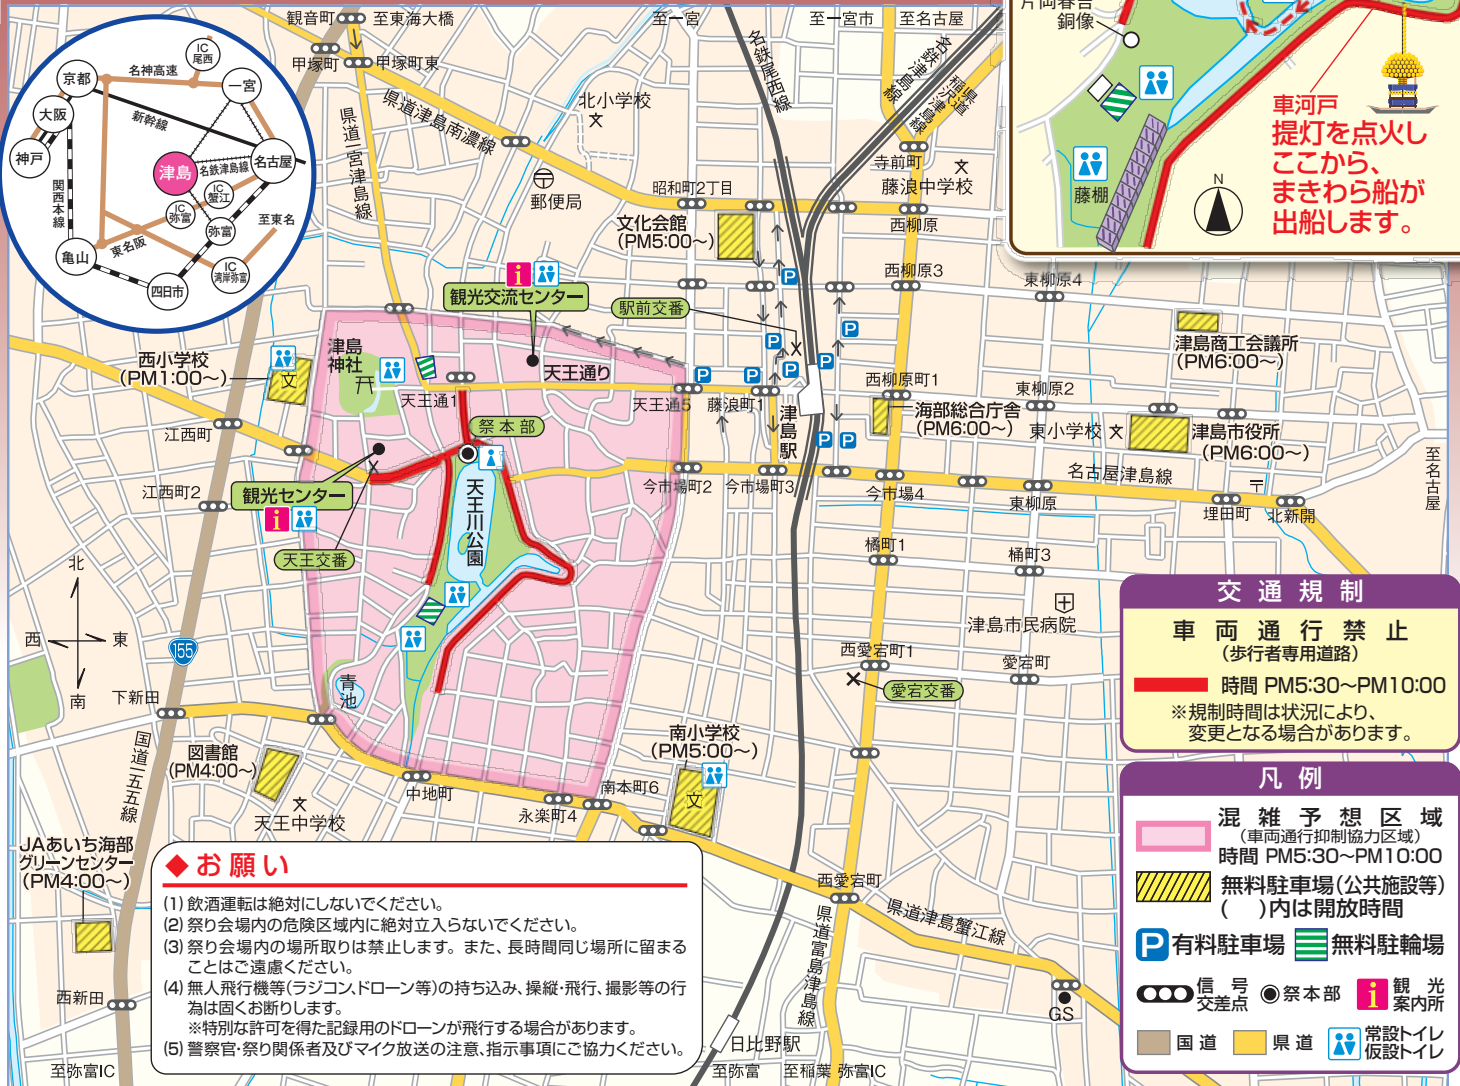 観音町
至東海大橋
至一宮
至一宮市
至名古屋
甲塚町
甲塚町東
名鉄尾西線
名鉄津島線
県道一宮津島線
県道津島南濃線
北小学校
文
郵便局
昭和町2丁目
文化会館
(PM5:00〜)
寺前町
文
藤浪中学校
西柳原
西柳原3
東柳原4
IC
尾西
京都
名神高速
一宮
大阪
新幹線
神戸
津島
名鉄津島線
名古屋
IC
蟹江
IC
弥富
弥富
至東名
関西本線
東名阪
亀山
四日市
IC
湾岸弥富
銅像
藤棚
N
車河戸
提灯を点火し
ここから、
まきわら船が
出船します。
i
観光交流センター
駅前交番
P
P
P
P
P
P
P
P
P
西小学校
(PM1:00〜)
文
津島
神社
天王通り
天王通1
天王通5
藤浪町1
津島駅
西柳原町1
東柳原2
津島商工会議所
(PM6:00〜)
海部総合庁舎
(PM6:00〜)
東小学校
文
津島市役所
(PM6:00〜)
江西町
祭本部
江西町2
観光センター
i
天王交番
天王川公園
今市場町2
今市場町3
今市場4
名古屋津島線
東柳原
〒
埋田町
北新開
至名古屋
橘町1
桶町3
北
西
東
南
155
下新田
青池
津島市民病院
西愛宕町1
愛宕町
愛宕交番
国道一五五線
図書館
(PM4:00〜)
文
天王中学校
中地町
永楽町4
南本町6
南小学校
(PM5:00〜)
文
JAあいち海部
グリーンセンター
(PM4:00〜)
西新田
至弥富IC
◆お願い
(1) 飲酒運転は絶対にしないでください。
(2) 祭り会場内の危険区域内に絶対立入らないでください。
(3) 祭り会場内の場所取りは禁止します。また、長時間同じ場所に留まる
ことはご遠慮ください。
(4) 無人飛行機等(ラジコン、ドローン等)の持ち込み、操縦・飛行、撮影等の行
為は固くお断りします。
※特別な許可を得た記録用のドローンが飛行する場合があります。
(5) 警察官・祭り関係者及びマイク放送の注意、指示事項にご協力ください。
西愛宕町
県道津島蟹江線
県道富島津島線
日比野駅
至弥富
至稲葉
弥富IC
GS
交通規制
車両通行禁止
(歩行者専用道路)
時間 PM5:30〜PM10:00
※規制時間は状況により、
変更となる場合があります。
凡例
混雑予想区域
(車両通行抑制協力区域)
時間 PM5:30〜PM10:00
無料駐車場(公共施設等)
( )内は開放時間
P 有料駐車場
無料駐輪場
信号
交差点
祭本部
i 観光
案内所
国道
県道
常設トイレ
仮設トイレ